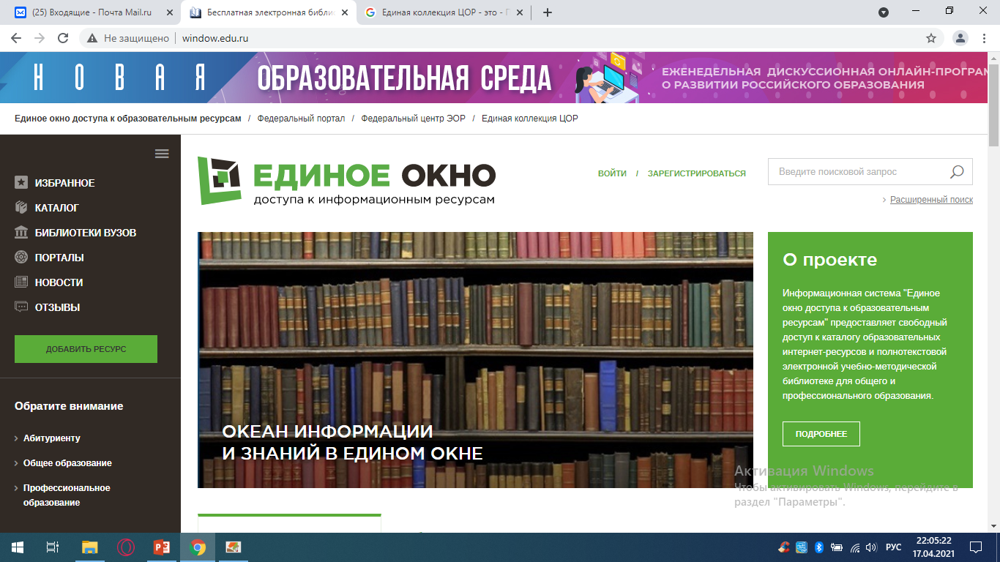 (25) Входящие - Почта Mail.ru
Бесплатная электронная
Единая коллекция ЦОР - это -
Не защищено
window.edu.ru
НОВАЯ ОБРАЗОВАТЕЛЬНАЯ СРЕДА
ЕЖЕНЕДЕЛЬНАЯ ДИСКУССИОННАЯ ОНЛАЙН-ПРОГРАМ
О РАЗВИТИИ РОССИЙСКОГО ОБРАЗОВАНИЯ
Единое окно доступа к образовательным ресурсам / Федеральный портал / Федеральный центр ЭОР / Единая коллекция ЦОР
ИЗБРАННОЕ
КАТАЛОГ
БИБЛИОТЕКИ ВУЗОВ
ПОРТАЛЫ
НОВОСТИ
ОТЗЫВЫ
ДОБАВИТЬ РЕСУРС
Обратите внимание
Абитуриенту
Общее образование
Профессиональное
образование
ЕДИНОЕ ОКНО
доступа к информационным ресурсам
ВОЙТИ / ЗАРЕГИСТРИРОВАТЬСЯ
Введите поисковой запрос
Расширенный поиск
ОКЕАН ИНФОРМАЦИИ
И ЗНАНИЙ В ЕДИНОМ ОКНЕ
О проекте
Информационная система "Единое
окно доступа к образовательным
ресурсам" предоставляет свободный
доступ к каталогу образовательных
интернет-ресурсов и полнотекстовой
электронной учебно-методической
библиотеке для общего и
профессионального образования.
ПОДРОБНЕЕ
Активация Windows
Чтобы активировать Windows, перейдите в
раздел "Параметры".
РУС
22:05:22
17.04.2021